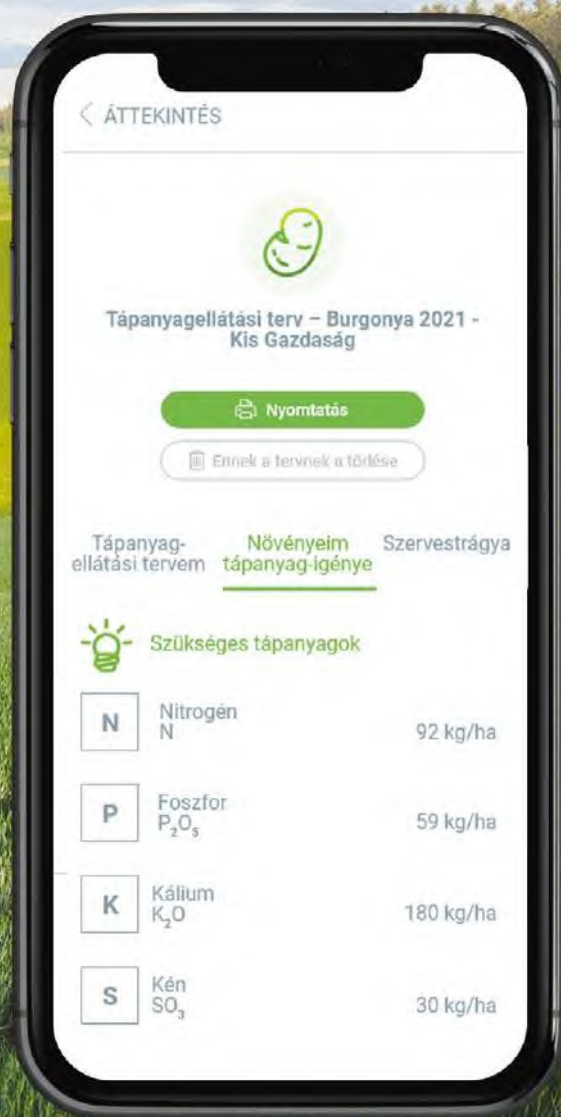 < ÁTTEKINTÉS
Tápanyagellátási terv – Burgonya 2021 -
Kis Gazdaság
Nyomtatás
Ennek a tervnek a törlése
Tápanyag-
ellátási tervem
Növényeim
tápanyag-igénye
Szervestrágya
Szükséges tápanyagok
N
Nitrogén
N
92 kg/ha
P
Foszfor
P₂O₅
59 kg/ha
K
Kálium
K₂O
180 kg/ha
S
Kén
SO₃
30 kg/ha